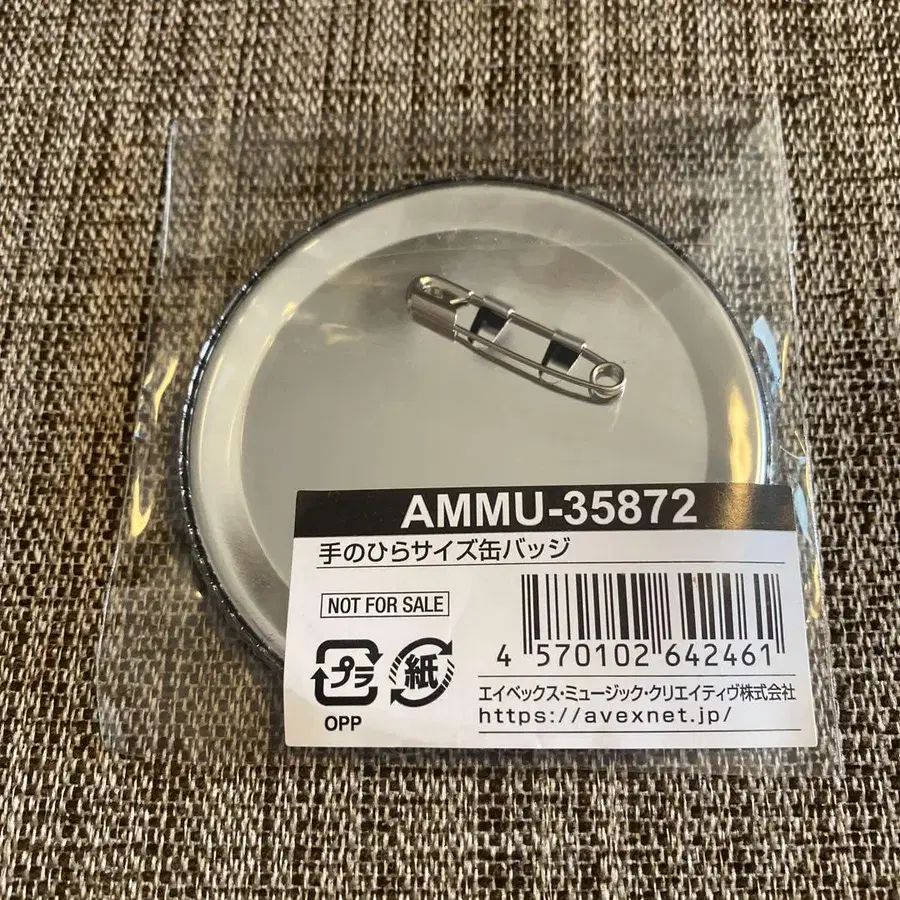 AMMU-35872
手のひらサイズ缶バッジ
NOT FOR SALE
プラ
紙
OPP
4 570102 642461
エイベックス・ミュージック・クリエイティヴ株式会社
https://avexnet.jp/